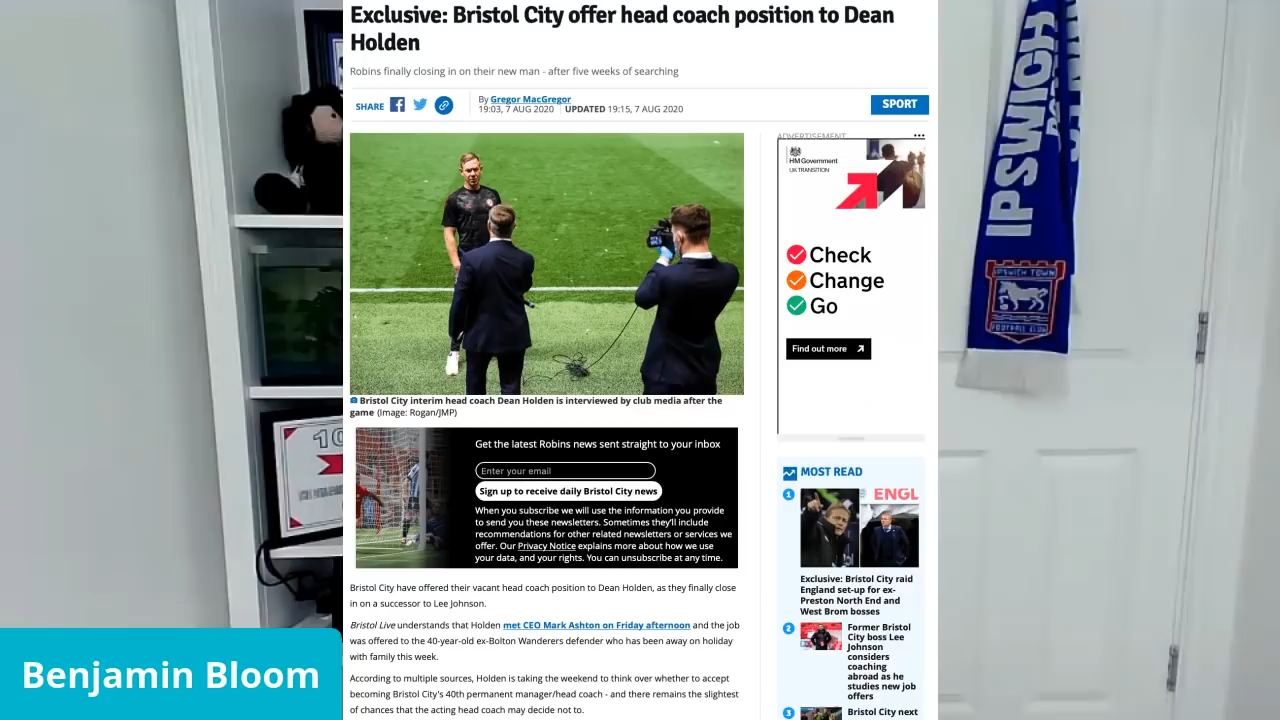 Exclusive: Bristol City offer head coach position to Dean
Holden
Robins finally closing in on their new man - after five weeks of searching
SHARE
By Gregor MacGregor
19:03, 7 AUG 2020 UPDATED 19:15, 7 AUG 2020
SPORT
ADVERTISEMENT
HM Government
UK TRANSITION
Check
Change
Go
Find out more
Bristol City interim head coach Dean Holden is interviewed by club media after the
game (Image: Rogan/JMP)
Get the latest Robins news sent straight to your inbox
Enter your email
Sign up to receive daily Bristol City news
When you subscribe we will use the information you provide
to send you these newsletters. Sometimes they'll include
recommendations for other related newsletters or services we
offer. Our Privacy Notice explains more about how we use
your data, and your rights. You can unsubscribe at any time.
Bristol City have offered their vacant head coach position to Dean Holden, as they finally close
in on a successor to Lee Johnson.
Bristol Live understands that Holden met CEO Mark Ashton on Friday afternoon and the job
was offered to the 40-year-old ex-Bolton Wanderers defender who has been away on holiday
with family this week.
According to multiple sources, Holden is taking the weekend to think over whether to accept
becoming Bristol City's 40th permanent manager/head coach - and there remains the slightest
of chances that the acting head coach may decide not to.
MOST READ
1
ENGL
Exclusive: Bristol City raid
England set-up for ex-
Preston North End and
West Brom bosses
2
Former Bristol
City boss Lee
Johnson
considers
coaching
abroad as he
studies new job
offers
3
Bristol City next
IPSWICH
IPSWICH TOWN
FOOTBALL CLUB
10
Benjamin Bloom